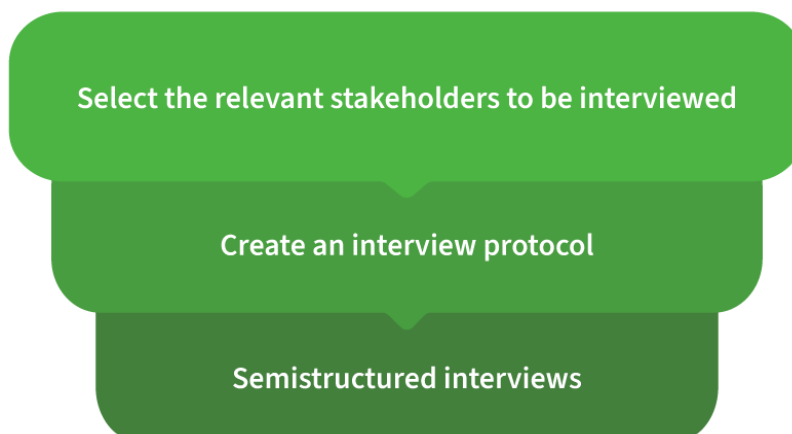 Select the relevant stakeholders to be interviewed
Create an interview protocol
Semistructured interviews